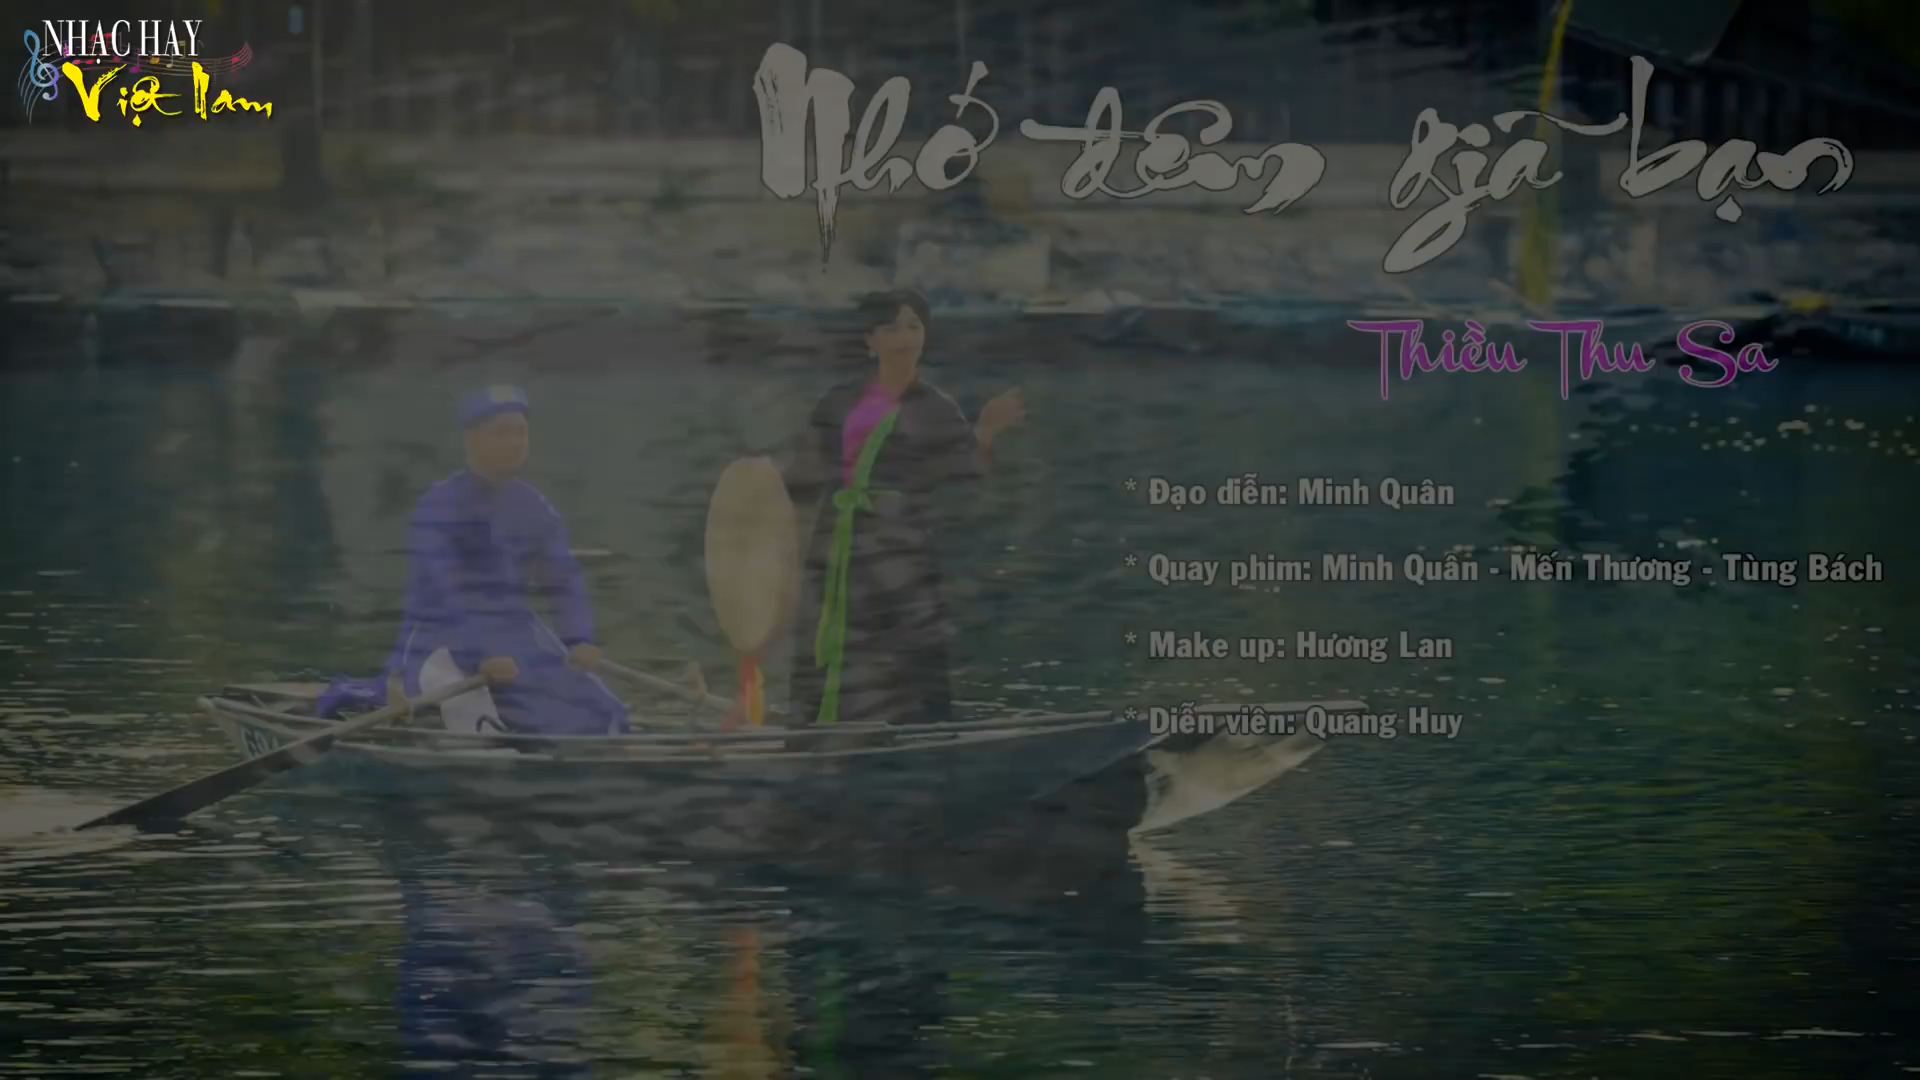 NHẠC HAY
Việt Nam
Nhớ đêm giã bạn
Thiều Thu Sa
* Đạo diễn: Minh Quân
* Quay phim: Minh Quân - Mến Thương - Tùng Bách
* Make up: Hương Lan
* Diễn viên: Quang Huy